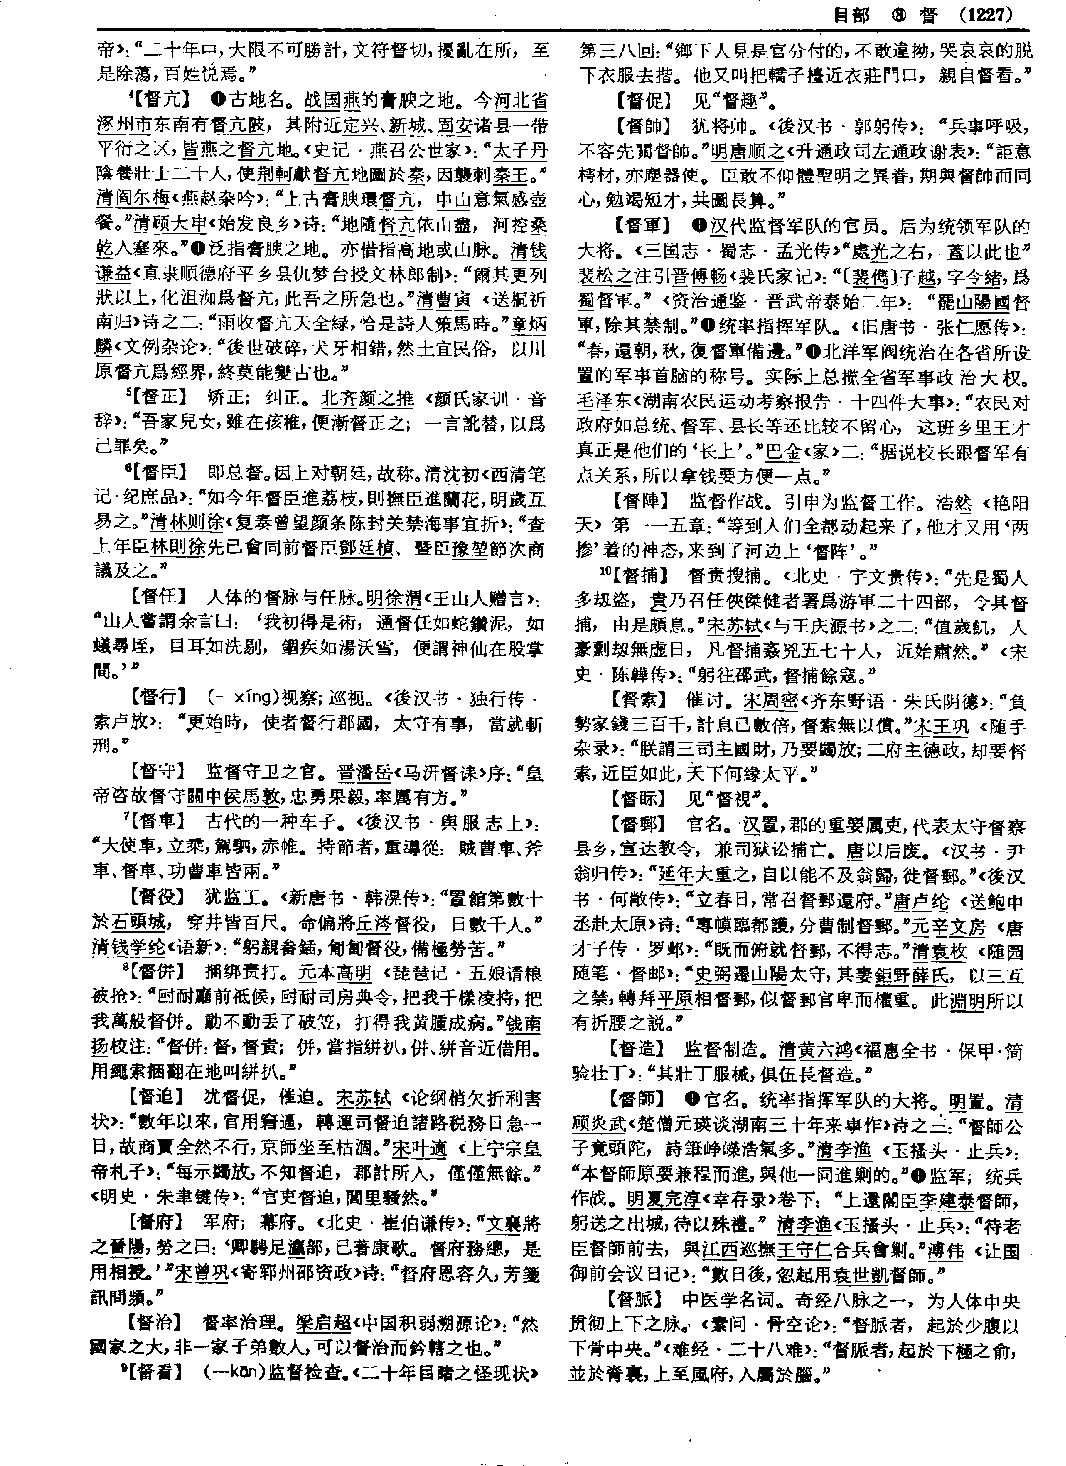 目部 ⑧ 督 (1227)
帝》：“二十年中，大限不可勝計，文符督切，擾亂在所，至
是除蕩，百姓悦焉。”
⁴【督亢】 ❶古地名。战国燕的膏腴之地。今河北省
涿州市东南有督亢陂，其附近定兴、新城、固安诸县一带
平衍之区，皆燕之督亢地。《史记·燕召公世家》：“太子丹
陰養壯士二十人，使荆軻獻督亢地圖於秦，因襲刺秦王。”
清阎尔梅《燕赵杂吟》：“上古膏腴環督亢，中山意氣感壺
餐。”清顾大申《始发良乡》诗：“地隨督亢依山盡，河控桑
乾入塞來。”❷泛指膏腴之地。亦借指高地或山脉。清钱
谦益《直隶顺德府平乡县仇梦台授文林郎制》：“爾其更列
狀以上，化沮洳爲督亢，此吾之所急也。”清曹寅《送桐析
南归》诗之二：“雨收督亢天全緑，恰是詩人策馬時。”章炳
麟《文例杂论》：“後世破碎，犬牙相錯，然土宜民俗，以川
原督亢爲經界，終莫能變古也。”
⁵【督正】 矫正；纠正。北齐颜之推《颜氏家训·音
辞》：“吾家兒女，雖在孩稚，便漸督正之；一言訛替，以爲
己罪矣。”
⁶【督臣】 即总督。因上对朝廷，故称。清沈初《西清笔
记·纪庶品》：“如今年督臣進荔枝，則撫臣進蘭花，明歲互
易之。”清林则徐《复奏曾望颜条陈封关禁海事宜折》：“查
上年臣林則徐先已會同前督臣鄧廷楨、暨臣豫堃節次商
議及之。”
【督任】 人体的督脉与任脉。明徐渭《王山人赠言》：
“山人嘗謂余言曰：‘我初得是術，通督任如蛇鑽泥，如
蟻尋垤，目耳如洗剔，錮疾如湯沃雪，便謂神仙在股掌
間。’”
【督行】 (— xíng)视察；巡视。《後汉书·独行传·
索卢放》：“更始時，使者督行郡國，太守有事，當就斬
刑。”
【督守】 监督守卫之官。晋潘岳《马汧督诔》序：“皇
帝咨故督守關中侯馬敦，忠勇果毅，率厲有方。”
⁷【督車】 古代的一种车子。《後汉书·舆服志上》：
“大使車，立乘，駕駟，赤帷。持節者，重導從：賊曹車、斧
車、督車、功曹車皆兩。”
【督役】 犹监工。《新唐书·韩滉传》：“置館第數十
於石頭城，穿井皆百尺。命偏將丘涔督役，日數千人。”
清钱学纶《语新》：“躬親畚鍤，匍匐督役，備極勞苦。”
⁸【督併】 捆绑责打。元本高明《琵琶记·五娘请粮
被抢》：“叵耐廳前祗候，叵耐司房典令，把我千樣凌持，把
我萬般督併。動不動丢了破笠，打得我黄腫成病。”钱南
扬校注：“督併：督，督責；併，當指絣扒，併、絣音近借用。
用繩索捆翻在地叫絣扒。”
【督迫】 犹督促，催迫。宋苏轼《论纲梢欠折利害
状》：“數年以來，官用窘逼，轉運司督迫諸路税務日急一
日，故商賈全然不行，京師坐至枯涸。”宋叶適《上宁宗皇
帝札子》：“每示蠲放，不知督迫，郡計所入，僅僅無餘。”
《明史·朱聿键传》：“官吏督迫，閭里騷然。”
【督府】 军府；幕府。《北史·崔伯谦传》：“文襄將
之晉陽，勞之曰：‘卿騁足瀛部，已著康歌。督府務總，是
用相授。’”宋曾巩《寄郓州邵资政》诗：“督府恩容久，芳箋
訊問頻。”
【督治】 督率治理。梁启超《中国积弱溯源论》：“然
國家之大，非一家子弟數人，可以督治而鈐轄之也。”
⁹【督看】 (—kān)监督检查。《二十年目睹之怪现状》
第三八回：“鄉下人見是官分付的，不敢違拗，哭哀哀的脱
下衣服去揩。他又叫把轎子擡近衣莊門口，親自督看。”
【督促】 见“督趣”。
【督帥】 犹将帅。《後汉书·郭躬传》：“兵事呼吸，
不容先關督帥。”明唐顺之《升通政司左通政谢表》：“詎意
樗材，亦塵器使。臣敢不仰體聖明之異眷，期與督帥而同
心，勉竭短才，共圖長算。”
【督軍】 ❶汉代监督军队的官员。后为统领军队的
大将。《三国志·蜀志·孟光传》“處光之右，蓋以此也”
裴松之注引晋傅畅《裴氏家记》：“〔裴儁〕子越，字令緒，爲
蜀督軍。”《资治通鉴·晋武帝泰始二年》：“罷山陽國督
軍，除其禁制。”❷统率指挥军队。《旧唐书·张仁愿传》：
“春，還朝，秋，復督軍備邊。”❸北洋军阀统治在各省所设
置的军事首脑的称号。实际上总揽全省军事政治大权。
毛泽东《湖南农民运动考察报告·十四件大事》：“农民对
政府如总统、督军、县长等还比较不留心，这班乡里王才
真正是他们的‘长上’。”巴金《家》二：“据说校长跟督军有
点关系，所以拿钱要方便一点。”
【督陣】 监督作战。引申为监督工作。浩然《艳阳
天》第一一五章：“等到人们全都动起来了，他才又用‘两
掺’着的神态，来到了河边上‘督阵’。”
¹⁰【督捕】 督责搜捕。《北史·宇文贵传》：“先是蜀人
多劫盗，貴乃召任俠傑健者署爲游軍二十四部，令其督
捕，由是頗息。”宋苏轼《与王庆源书》之二：“值歲飢，人
豪剽劫無虚日，凡督捕姦兇五七十人，近始肅然。”《宋
史·陈韡传》：“躬往邵武，督捕餘寇。”
【督索】 催讨。宋周密《齐东野语·朱氏阴德》：“負
勢家錢三百千，計息已數倍，督索無以償。”宋王巩《随手
杂录》：“朕謂三司主國財，乃要蠲放；二府主德政，却要督
索，近臣如此，天下何緣太平。”
【督眎】 见“督視”。
【督郵】 官名。汉置，郡的重要属吏，代表太守督察
县乡，宣达教令，兼司狱讼捕亡。唐以后废。《汉书·尹
翁归传》：“延年大重之，自以能不及翁歸，徙督郵。”《後汉
书·何敞传》：“立春日，常召督郵還府。”唐卢纶《送鲍中
丞赴太原》诗：“專幨臨都護，分曹制督郵。”元辛文房《唐
才子传·罗邺》：“既而俯就督郵，不得志。”清袁枚《随园
随笔·督邮》：“史弼遷山陽太守，其妻鉅野薛氏，以三互
之禁，轉拜平原相督郵，似督郵官卑而權重。此淵明所以
有折腰之説。”
【督造】 监督制造。清黄六鸿《福惠全书·保甲·简
验壮丁》：“其壯丁服械，俱伍長督造。”
【督師】 ❶官名。统率指挥军队的大将。明置。清
顾炎武《楚僧元瑛谈湖南三十年来事作》诗之三：“督師公
子竟頭陀，詩筆峥嶸浩氣多。”清李渔《玉搔头·止兵》：
“本督師原要兼程而進，與他一同進剿的。”❷监军；统兵
作战。明夏完淳《幸存录》卷下：“上遣閣臣李建泰督師，
躬送之出城，待以殊禮。”清李渔《玉搔头·止兵》：“待老
臣督師前去，與江西巡撫王守仁合兵會剿。”溥伟《让国
御前会议日记》：“數日後，忽起用袁世凱督師。”
【督脈】 中医学名词。奇经八脉之一，为人体中央
贯彻上下之脉。《素问·骨空论》：“督脈者，起於少腹以
下骨中央。”《难经·二十八难》：“督脈者，起於下極之俞，
並於脊裏，上至風府，入屬於腦。”